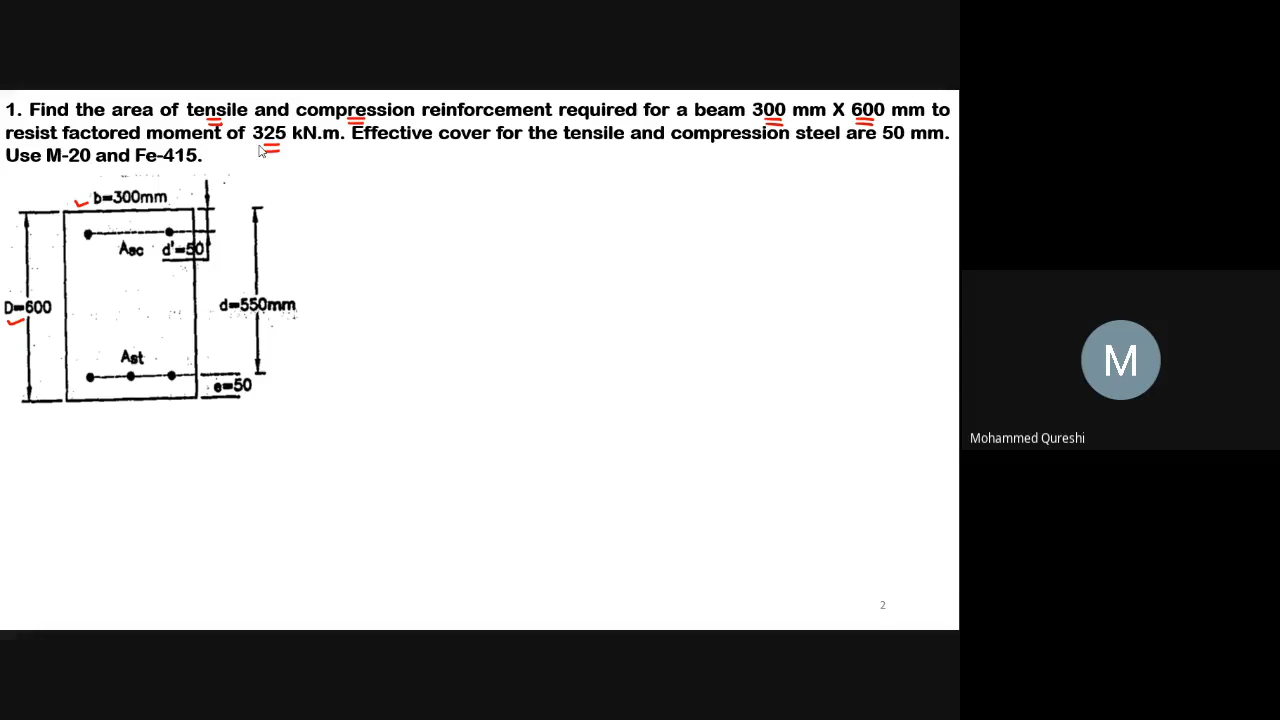 1. Find the area of tensile and compression reinforcement required for a beam 300 mm X 600 mm to
resist factored moment of 325 kN.m. Effective cover for the tensile and compression steel are 50 mm.
Use M-20 and Fe-415.
b=300mm
Asc d'=50
D=600
d=550mm
Ast
e=50
M
Mohammed Qureshi
2